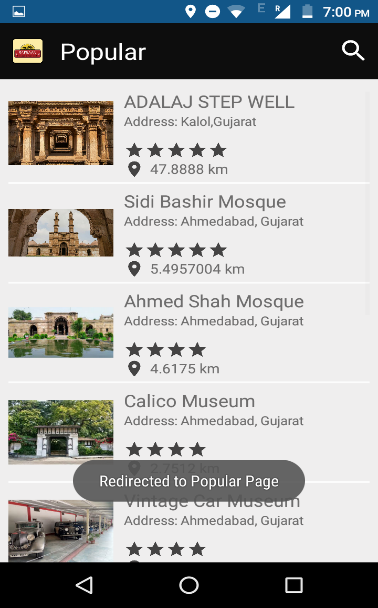 E R 7:00 PM
Popular
ADALAJ STEP WELL
Address: Kalol,Gujarat
47.8888 km
Sidi Bashir Mosque
Address: Ahmedabad, Gujarat
5.4957004 km
Ahmed Shah Mosque
Address: Ahmedabad, Gujarat
4.6175 km
Calico Museum
Address: Ahmedabad, Gujarat
2.7512 km
Redirected to Popular Page
Vintage Car Museum
Address: Ahmedabad, Gujarat